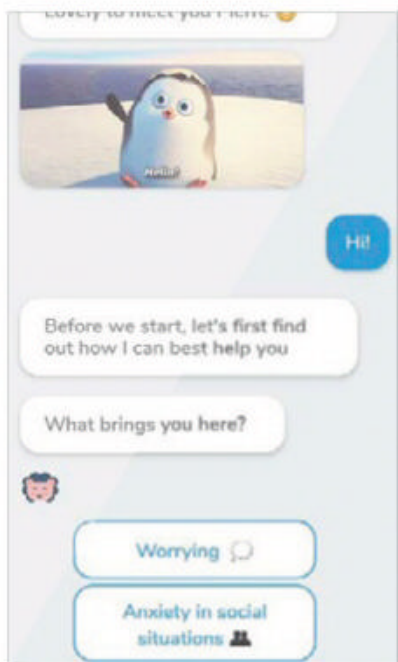 Lovely to meet you
Hello!
Hi!
Before we start, let's first find
out how I can best help you
What brings you here?
Worrying 💭
Anxiety in social
situations 👥